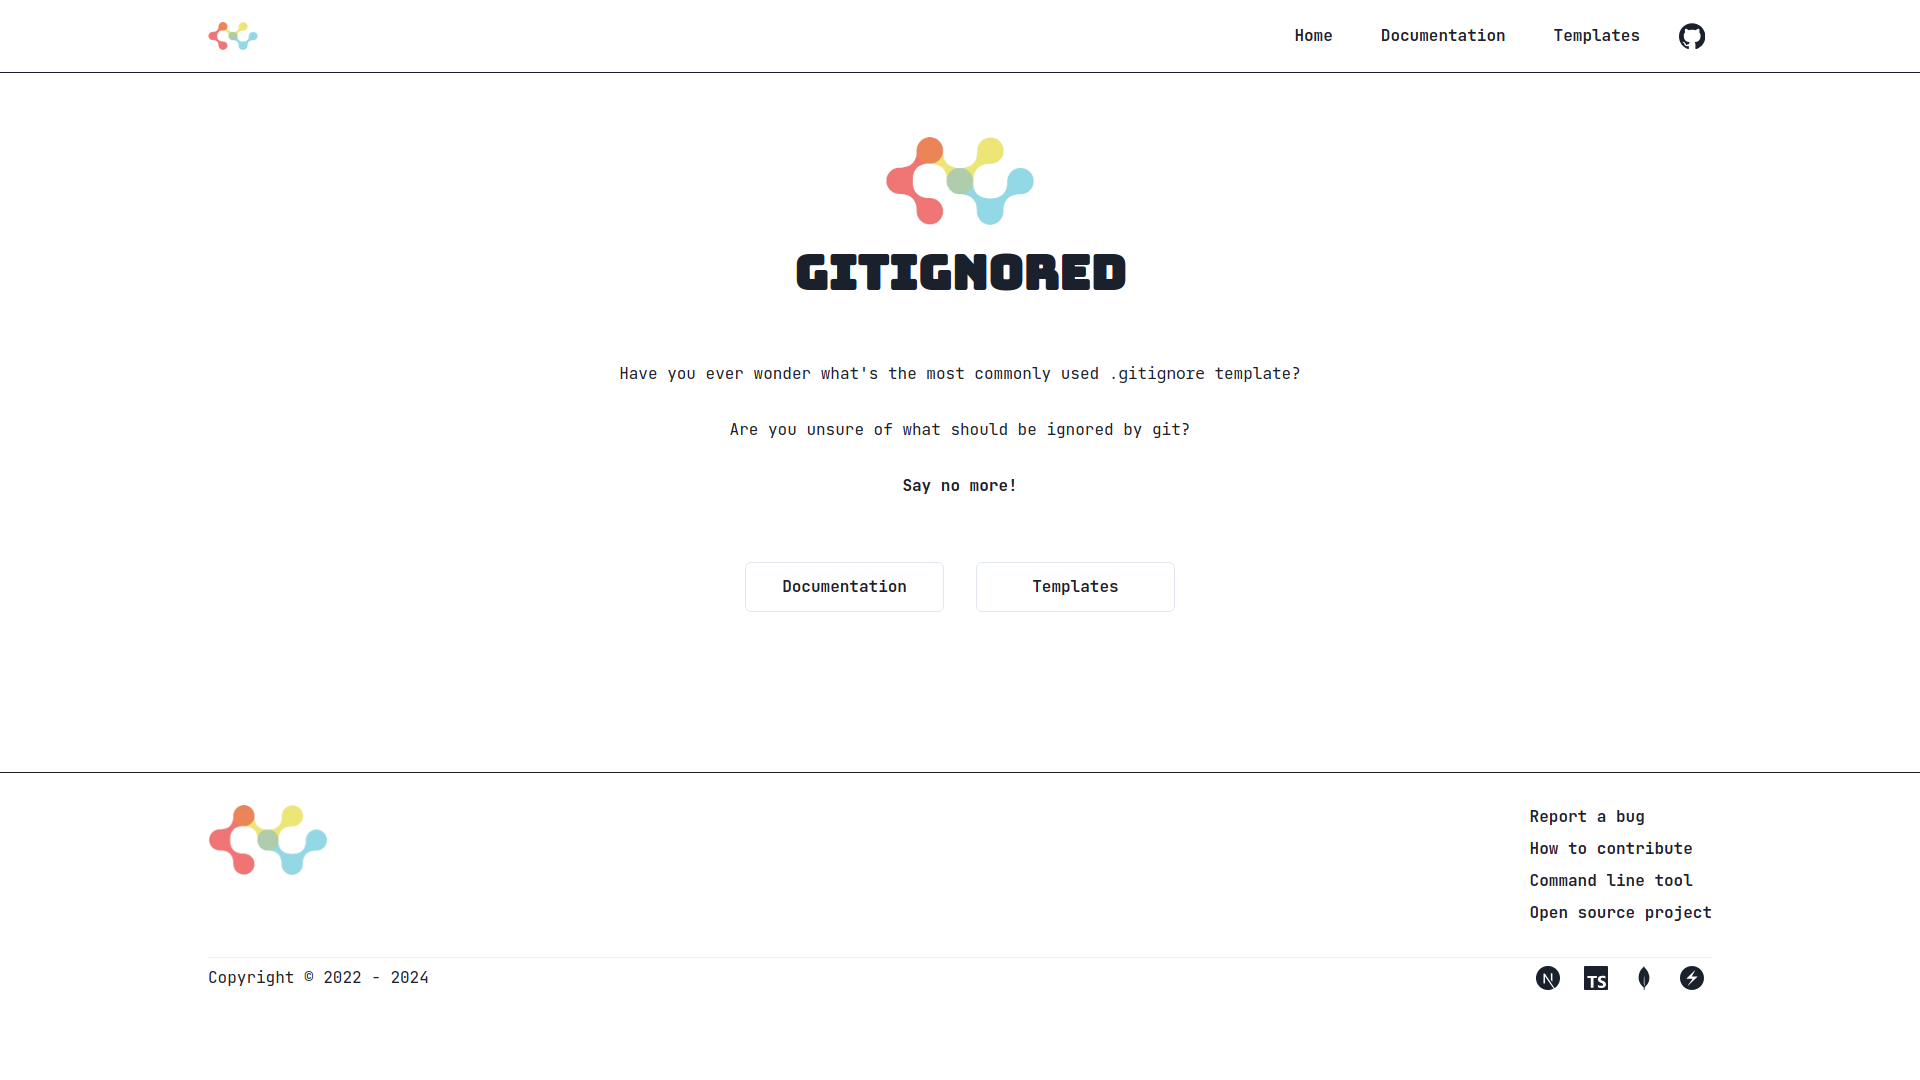 Home
Documentation
Templates
GITIGNORED
Have you ever wonder what's the most commonly used .gitignore template?
Are you unsure of what should be ignored by git?
Say no more!
Documentation
Templates
Report a bug
How to contribute
Command line tool
Open source project
Copyright © 2022 - 2024
N
TS